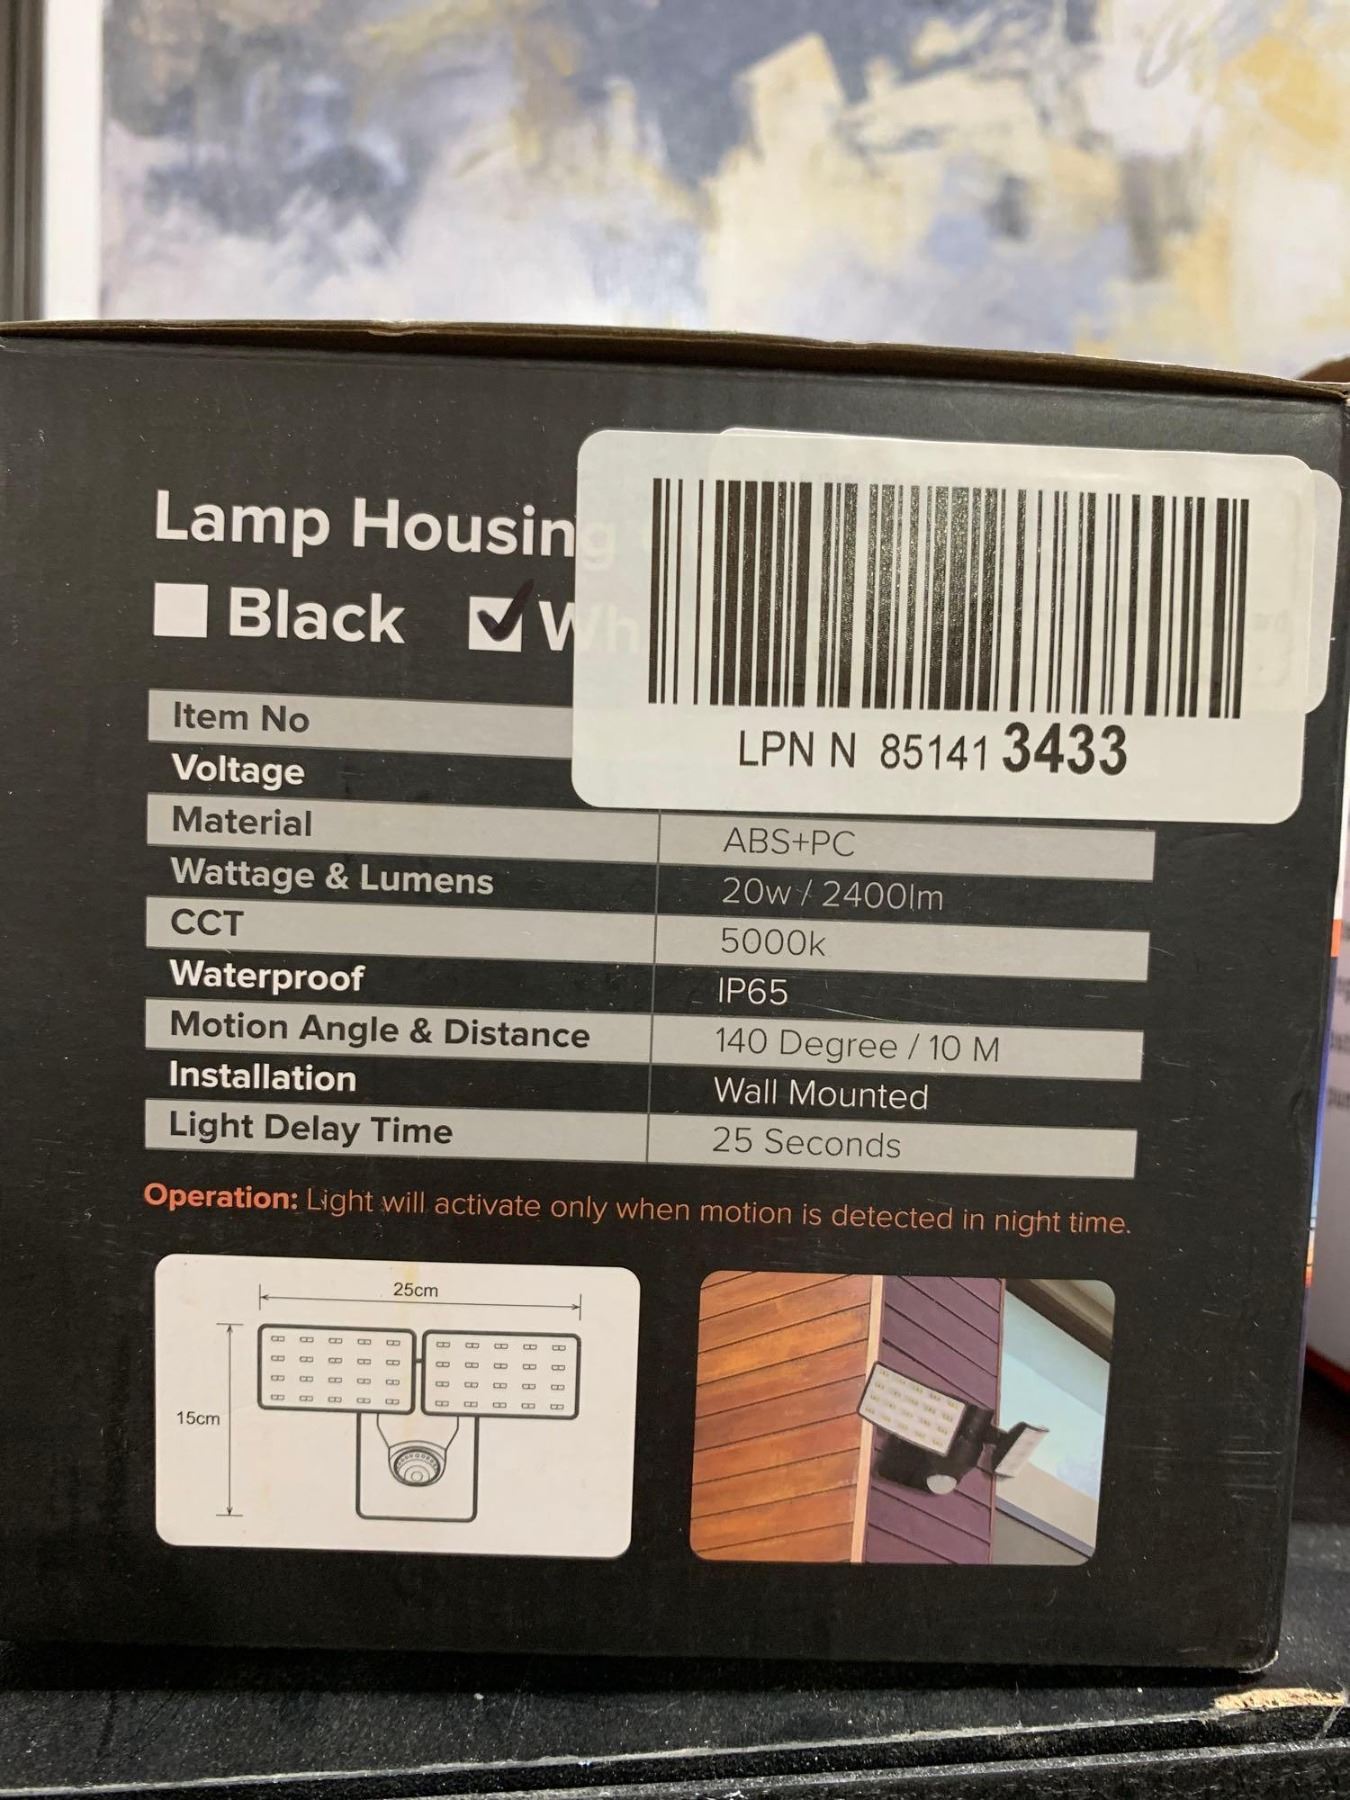 Lamp Housing
Black
Wh
LPN N 85141 3433
Item No
Voltage
Material ABS+PC
Wattage & Lumens 20w / 2400lm
CCT 5000k
Waterproof IP65
Motion Angle & Distance 140 Degree / 10 M
Installation Wall Mounted
Light Delay Time 25 Seconds
Operation: Light will activate only when motion is detected in night time.
25cm
15cm